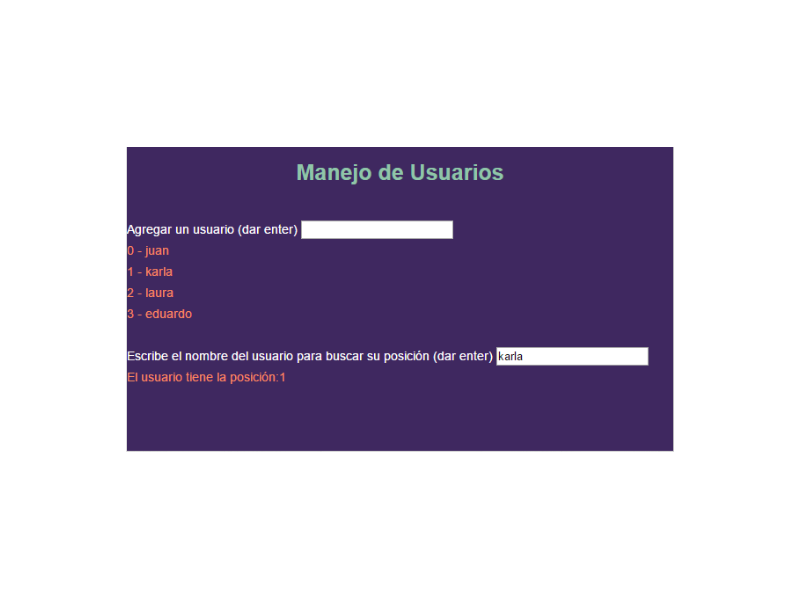 Manejo de Usuarios
Agregar un usuario (dar enter)
0 - juan
1 - karla
2 - laura
3 - eduardo
Escribe el nombre del usuario para buscar su posición (dar enter) karla
El usuario tiene la posición:1